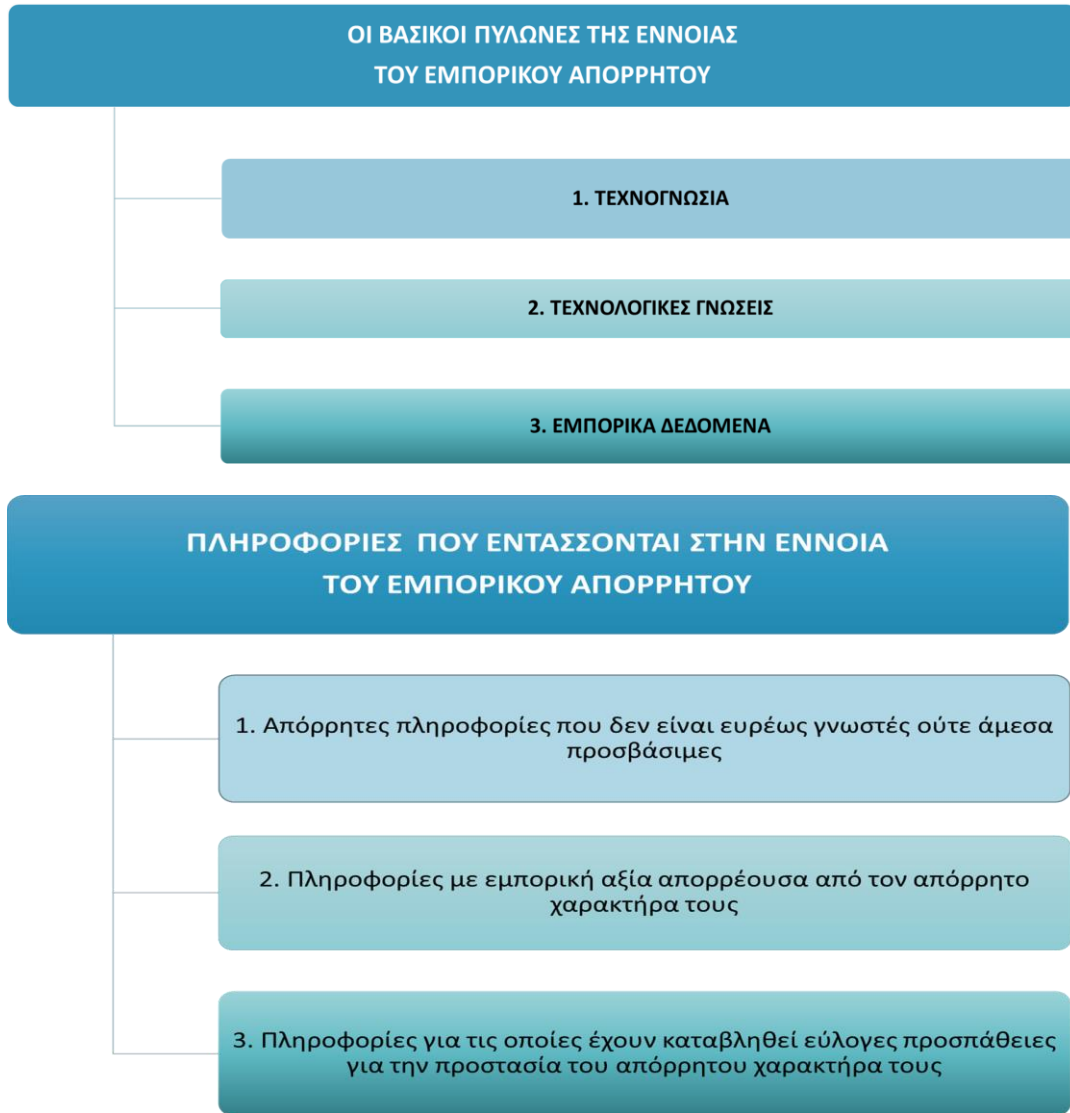 ΟΙ ΒΑΣΙΚΟΙ ΠΥΛΩΝΕΣ ΤΗΣ ΕΝΝΟΙΑΣ
ΤΟΥ ΕΜΠΟΡΙΚΟΥ ΑΠΟΡΡΗΤΟΥ
1. ΤΕΧΝΟΓΝΩΣΙΑ
2. ΤΕΧΝΟΛΟΓΙΚΕΣ ΓΝΩΣΕΙΣ
3. ΕΜΠΟΡΙΚΑ ΔΕΔΟΜΕΝΑ
ΠΛΗΡΟΦΟΡΙΕΣ ΠΟΥ ΕΝΤΑΣΣΟΝΤΑΙ ΣΤΗΝ ΕΝΝΟΙΑ
ΤΟΥ ΕΜΠΟΡΙΚΟΥ ΑΠΟΡΡΗΤΟΥ
1. Απόρρητες πληροφορίες που δεν είναι ευρέως γνωστές ούτε άμεσα
προσβάσιμες
2. Πληροφορίες με εμπορική αξία απορρέουσα από τον απόρρητο
χαρακτήρα τους
3. Πληροφορίες για τις οποίες έχουν καταβληθεί εύλογες προσπάθειες
για την προστασία του απόρρητου χαρακτήρα τους